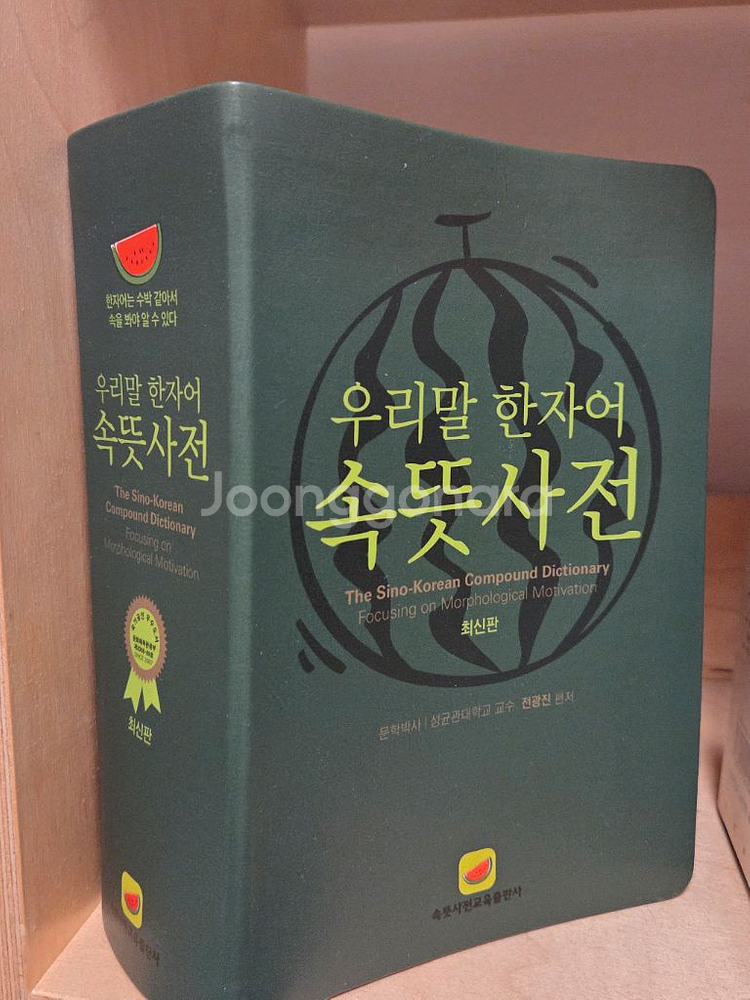 한자어는 수박 같아서
속을 봐야 알 수 있다
우리말 한자어
속뜻사전
The Sino-Korean
Compound Dictionary
Focusing on
Morphological Motivation
SINCE 2007
최신판
우리말 한자어
속뜻사전
The Sino-Korean Compound Dictionary
Focusing on Morphological Motivation
최신판
문학박사 | 성균관대학교 교수 전광진 편저
속뜻사전교육출판사
Joonggonara